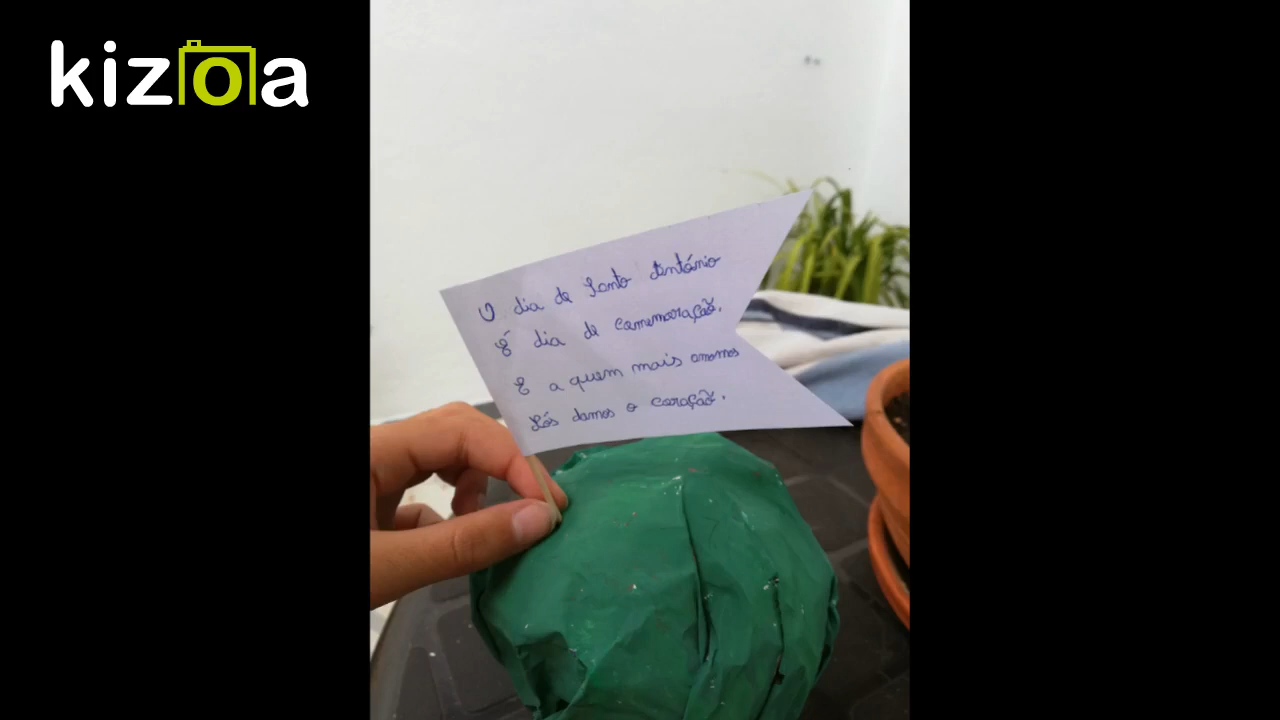 kizoa
O dia de Santo António
É dia de comemoração.
E a quem mais amamos
Nós damos o coração.